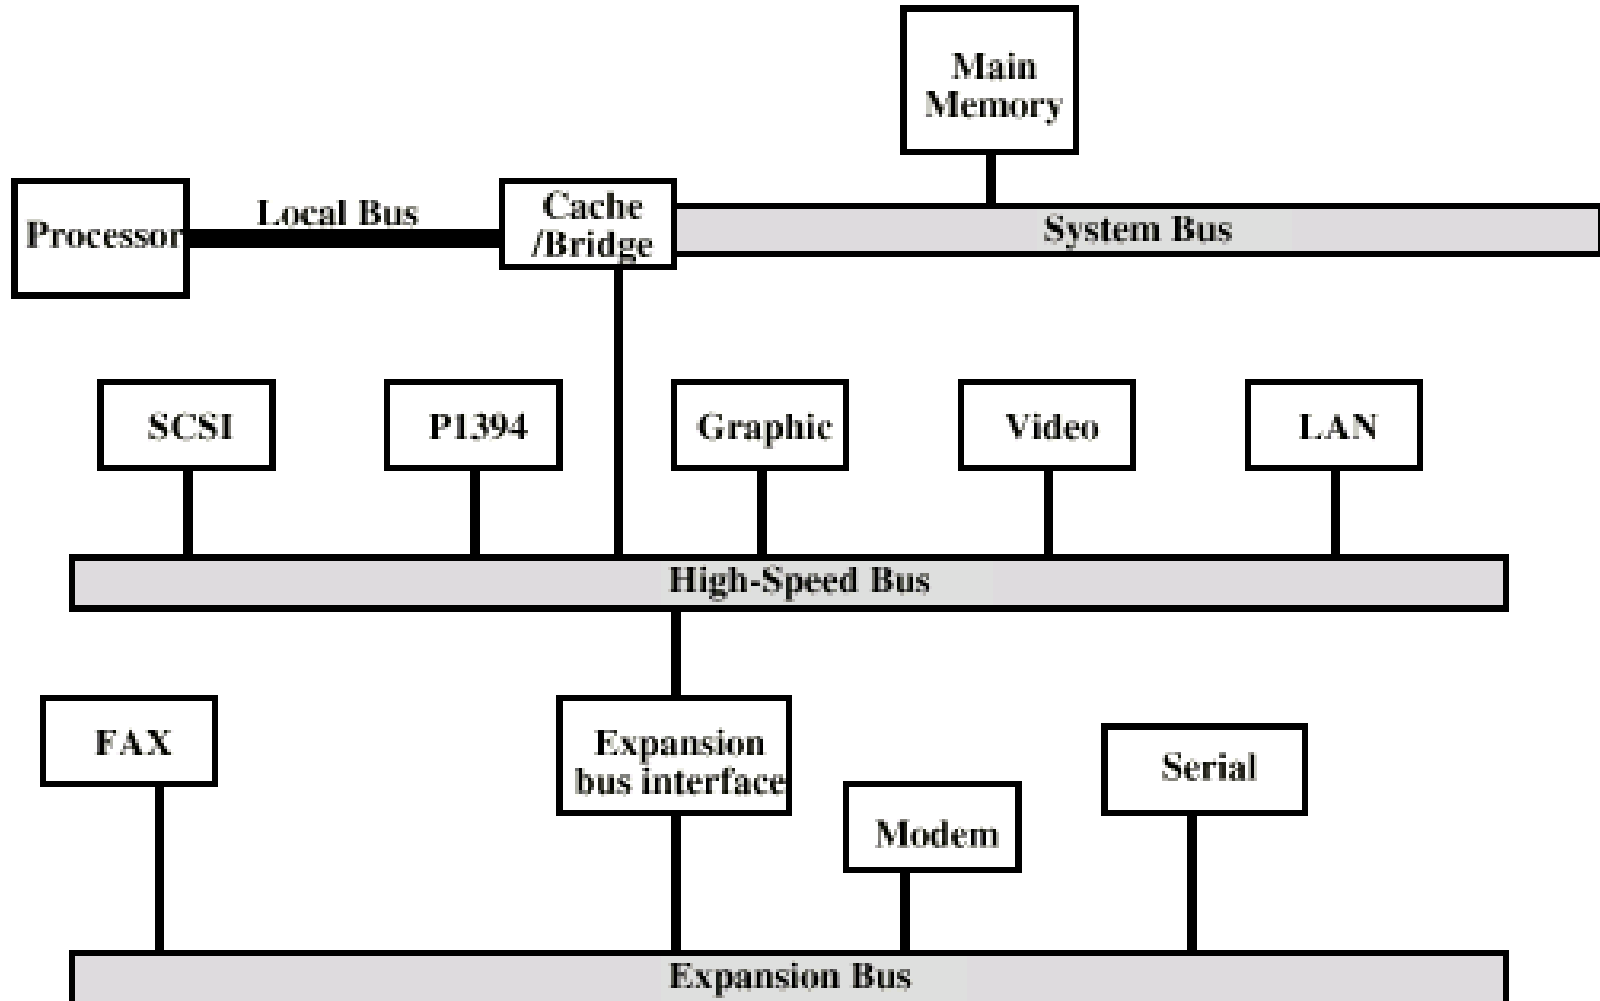 Main
Memory
Processor
Local Bus
Cache
/Bridge
System Bus
SCSI
P1394
Graphic
Video
LAN
High-Speed Bus
FAX
Expansion
bus interface
Modem
Serial
Expansion Bus